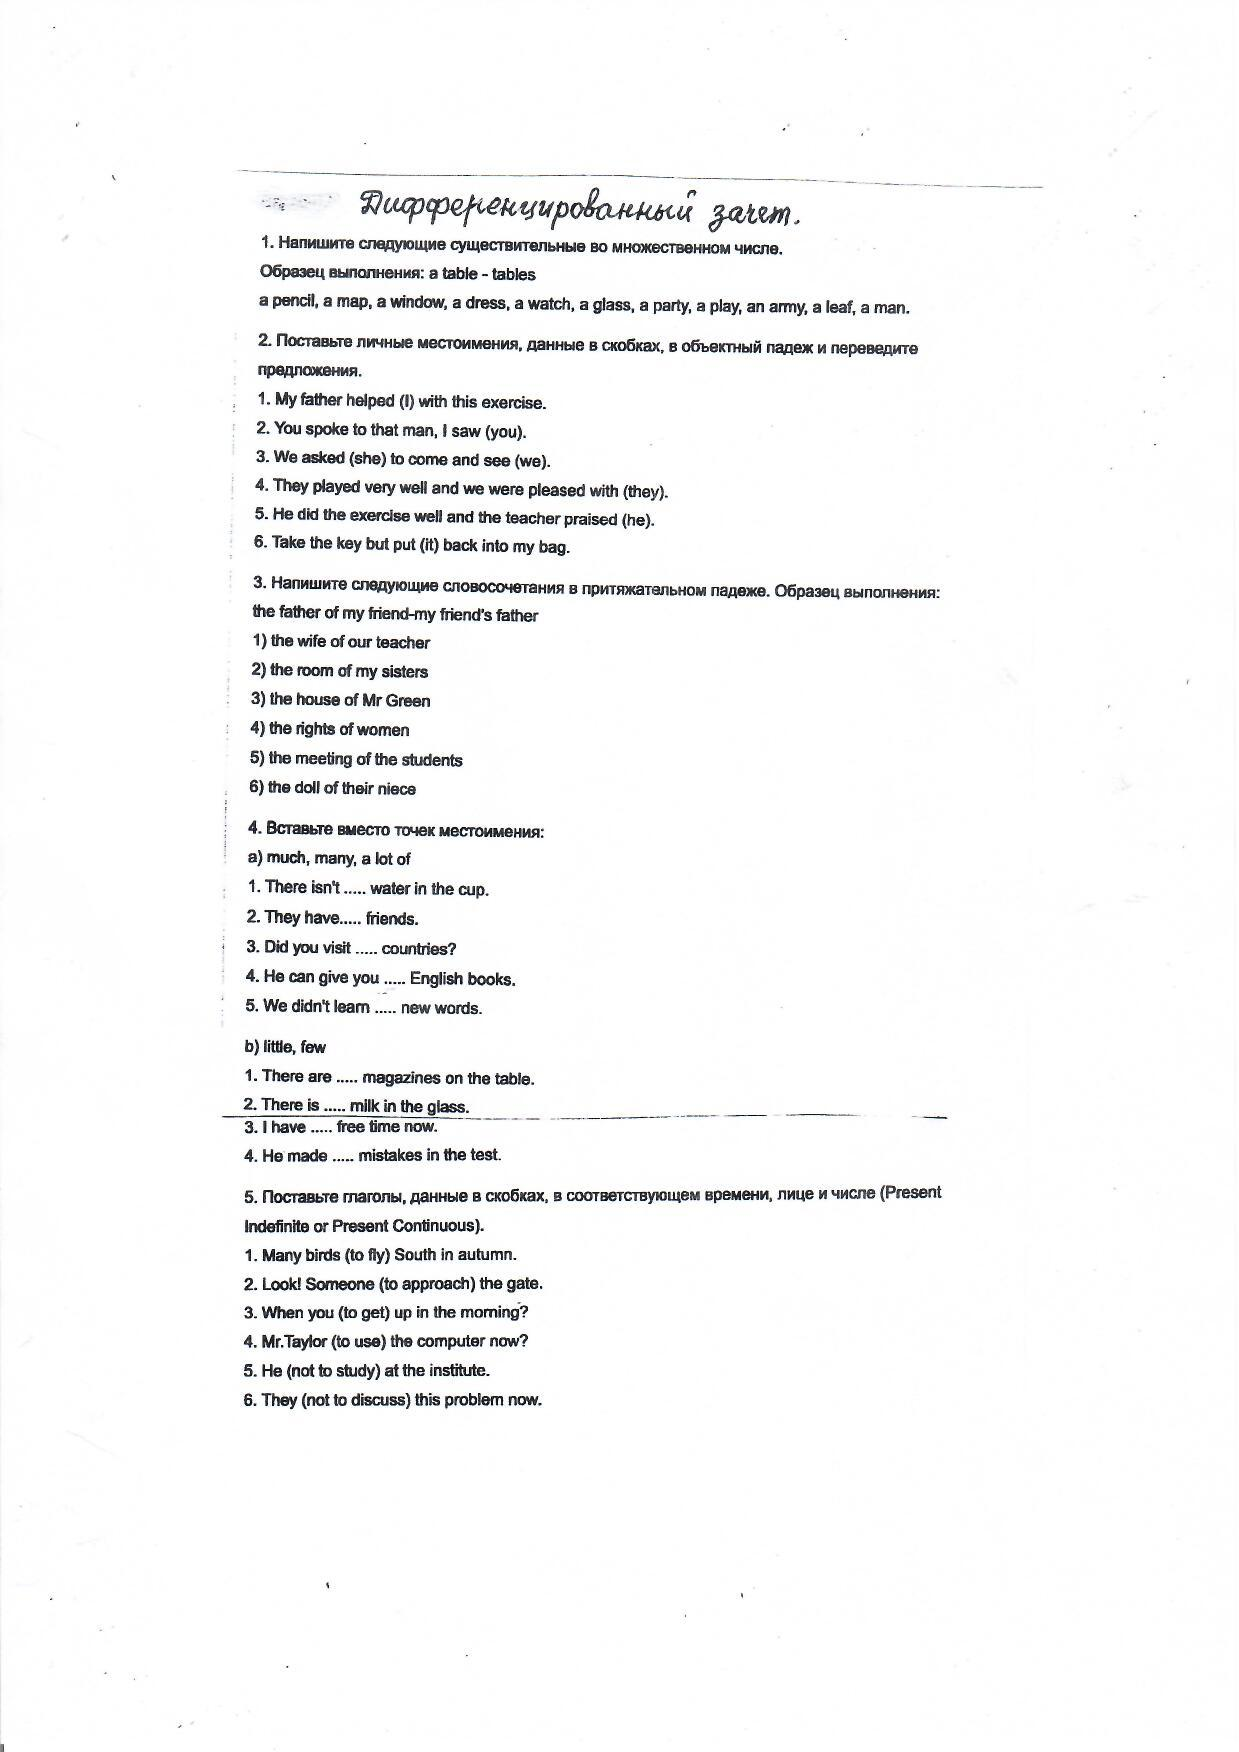 Дифференцированный зачет.
1. Напишите следующие существительные во множественном числе.
Образец выполнения: a table - tables
a pencil, a map, a window, a dress, a watch, a glass, a party, a play, an army, a leaf, a man.
2. Поставьте личные местоимения, данные в скобках, в объектный падеж и переведите
предложения.
1. My father helped (I) with this exercise.
2. You spoke to that man, I saw (you).
3. We asked (she) to come and see (we).
4. They played very well and we were pleased with (they).
5. He did the exercise well and the teacher praised (he).
6. Take the key but put (it) back into my bag.
3. Напишите следующие словосочетания в притяжательном падеже. Образец выполнения:
the father of my friend-my friend's father
1) the wife of our teacher
2) the room of my sisters
3) the house of Mr Green
4) the rights of women
5) the meeting of the students
6) the doll of their niece
4. Вставьте вместо точек местоимения:
a) much, many, a lot of
1. There isn't ..... water in the cup.
2. They have..... friends.
3. Did you visit ..... countries?
4. He can give you ..... English books.
5. We didn't learn ..... new words.
b) little, few
1. There are ..... magazines on the table.
2. There is ..... milk in the glass.
3. I have ..... free time now.
4. He made ..... mistakes in the test.
5. Поставьте глаголы, данные в скобках, в соответствующем времени, лице и числе (Present
Indefinite or Present Continuous).
1. Many birds (to fly) South in autumn.
2. Look! Someone (to approach) the gate.
3. When you (to get) up in the morning?
4. Mr.Taylor (to use) the computer now?
5. He (not to study) at the institute.
6. They (not to discuss) this problem now.